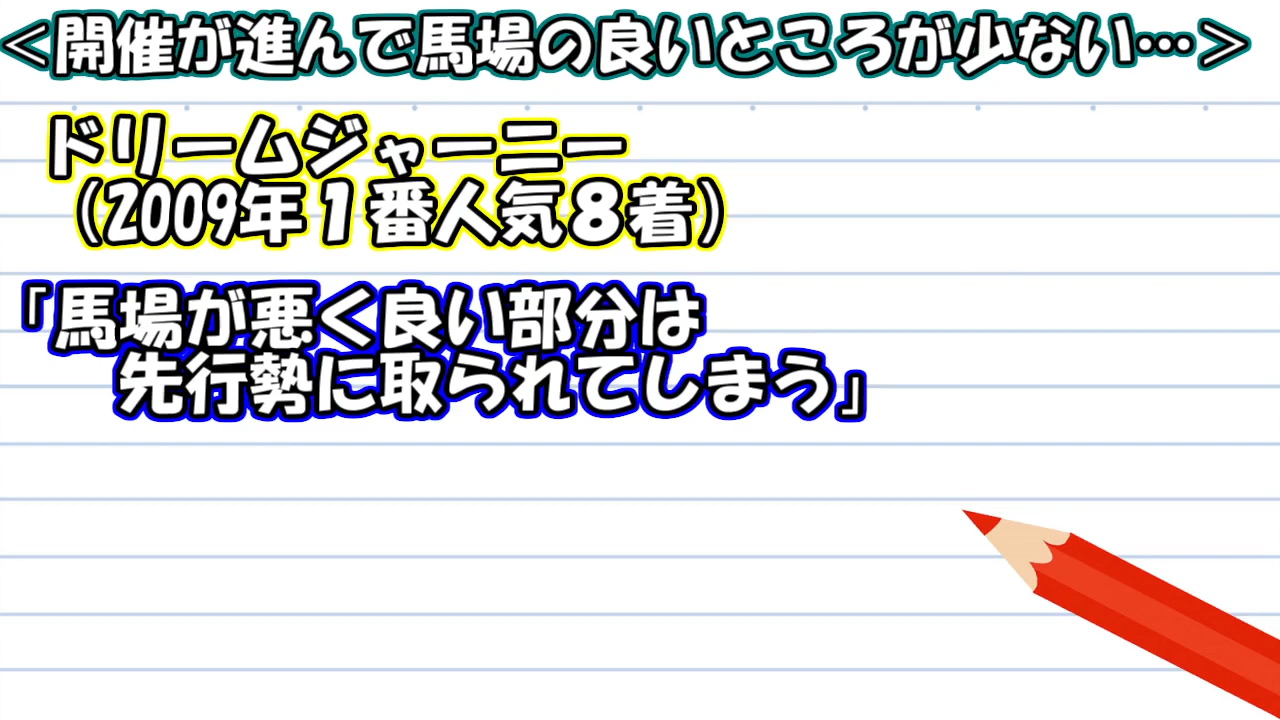 ＜開催が進んで馬場の良いところが少ない…＞
ドリームジャーニー
（2009年１番人気８着）
「馬場が悪く良い部分は
先行勢に取られてしまう」